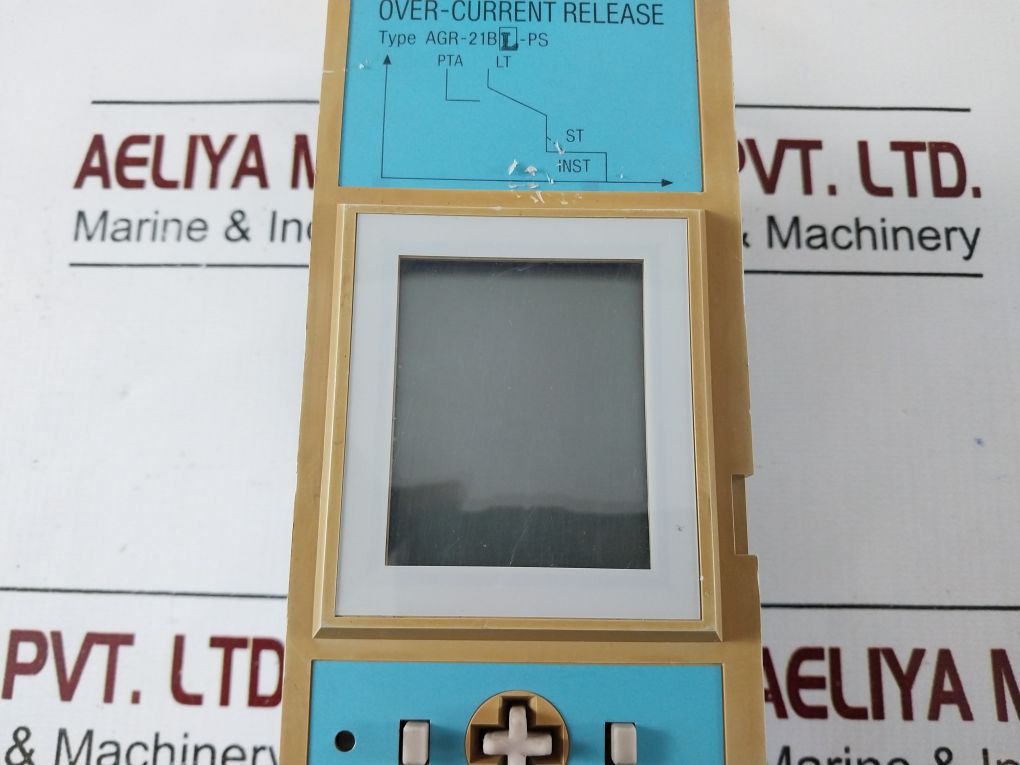 OVER-CURRENT RELEASE
Type AGR-21BL-PS
PTA LT
ST
INST
AELIYA M PVT. LTD.
Marine & Ind & Machinery
PVT. LTD AELIYA M
& Machinery Marine & In